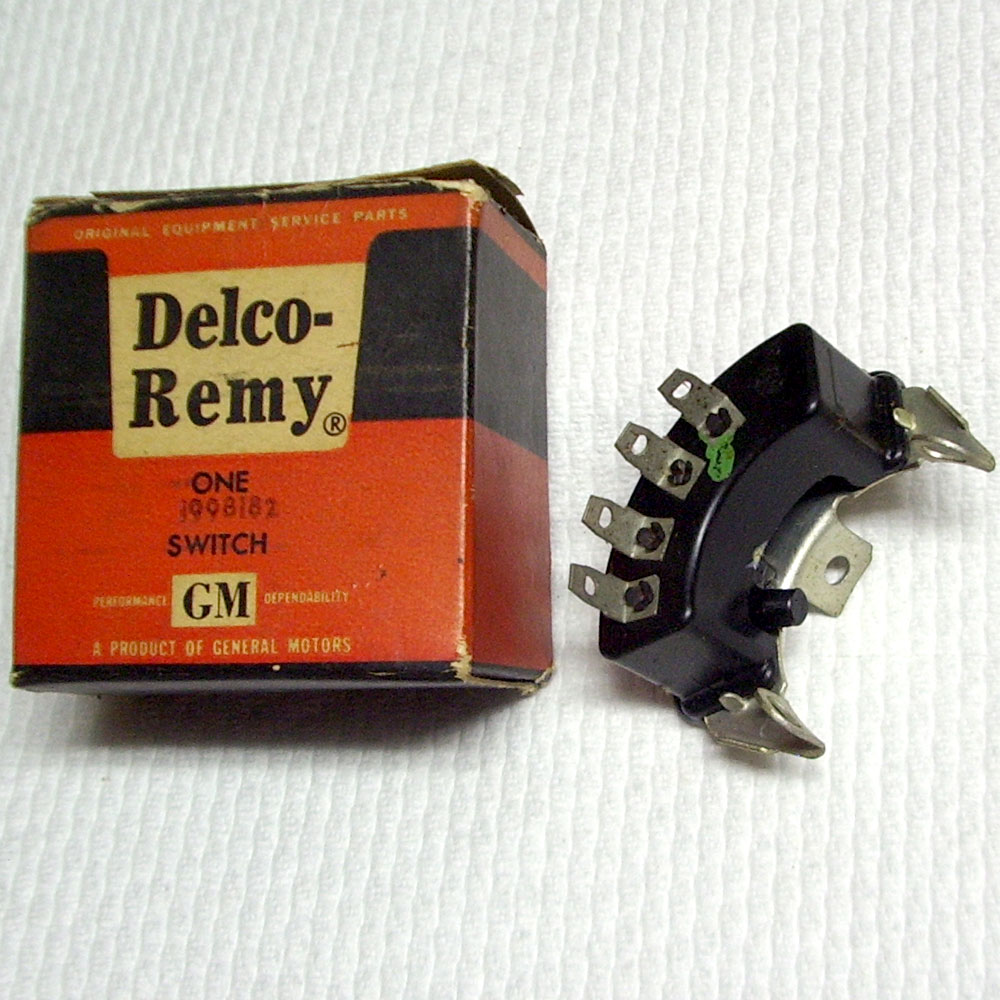 ORIGINAL EQUIPMENT SERVICE PARTS
Delco-
Remy®
ONE
1998182
SWITCH
PERFORMANCE GM DEPENDABILITY
A PRODUCT OF GENERAL MOTORS